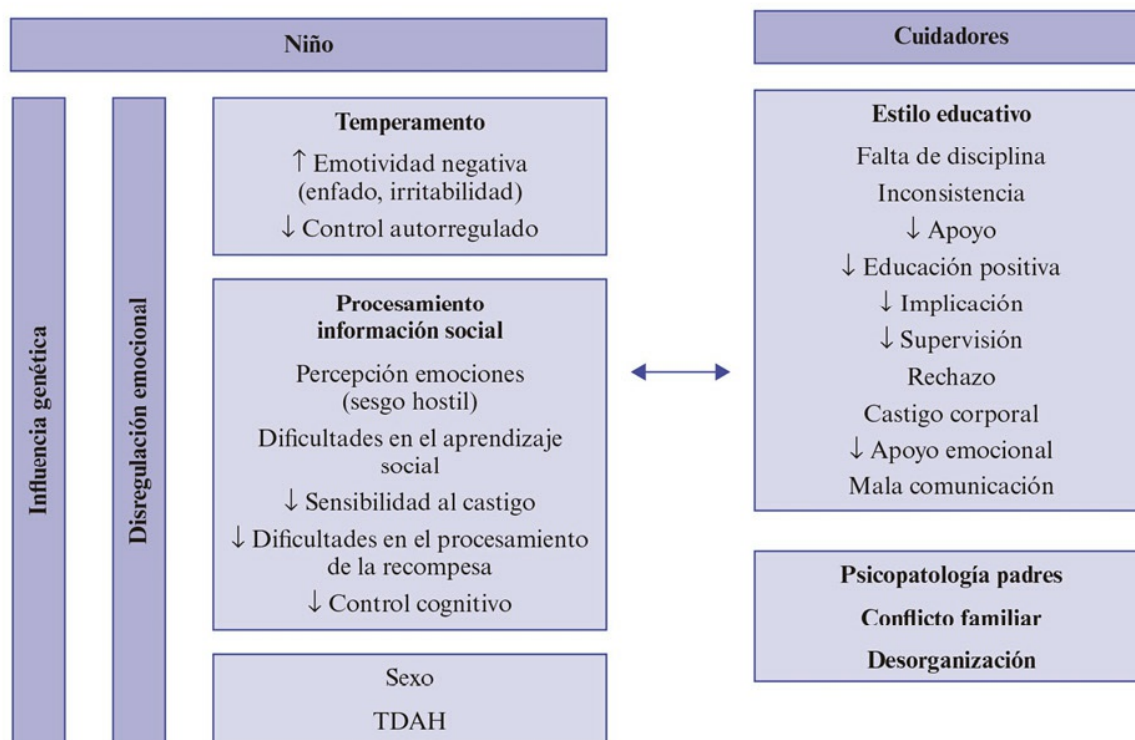 Niño
Influencia genética
Disregulación emocional
Temperamento
↑ Emotividad negativa
(enfado, irritabilidad)
↓ Control autorregulado
Procesamiento
información social
Percepción emociones
(sesgo hostil)
Dificultades en el aprendizaje
social
↓ Sensibilidad al castigo
↓ Dificultades en el procesamiento
de la recompesa
↓ Control cognitivo
Sexo
TDAH
Cuidadores
Estilo educativo
Falta de disciplina
Inconsistencia
↓ Apoyo
↓ Educación positiva
↓ Implicación
↓ Supervisión
Rechazo
Castigo corporal
↓ Apoyo emocional
Mala comunicación
Psicopatología padres
Conflicto familiar
Desorganización